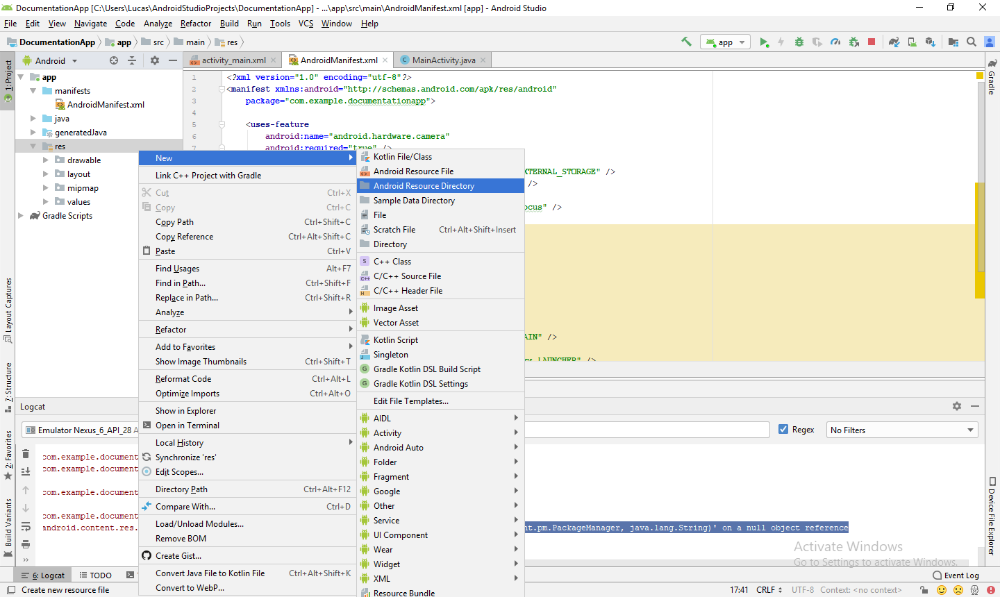 DocumentationApp [C:\Users\Lucas\AndroidStudioProjects\DocumentationApp] - ...\app\src\main\AndroidManifest.xml [app] - Android Studio
File Edit View Navigate Code Analyze Refactor Build Run Tools VCS Window Help
DocumentationApp app src main res
app
Android
activity_main.xml AndroidManifest.xml MainActivity.java
1: Project
Layout Captures
7: Structure
2: Favorites
Build Variants
app
manifests
AndroidManifest.xml
java
generatedJava
res
drawable
layout
mipmap
values
Gradle Scripts
1 <?xml version="1.0" encoding="utf-8"?>
2 <manifest xmlns:android="http://schemas.android.com/apk/res/android"
3 package="com.example.documentationapp">
4
5 <uses-feature
6 android:name="android.hardware.camera"
7 android:required="true" />
XTERNAL_STORAGE" />
/>
ocus" />
AIN" />
ry.LAUNCHER" />
New
Link C++ Project with Gradle
Cut Ctrl+X
Copy Ctrl+C
Copy Path Ctrl+Shift+C
Copy Reference Ctrl+Alt+Shift+C
Paste Ctrl+V
Find Usages Alt+F7
Find in Path... Ctrl+Shift+F
Replace in Path... Ctrl+Shift+R
Analyze
Refactor
Add to Favorites
Show Image Thumbnails Ctrl+Shift+T
Reformat Code Ctrl+Alt+L
Optimize Imports Ctrl+Alt+O
Show in Explorer
Open in Terminal
Local History
Synchronize 'res'
Edit Scopes...
Directory Path Ctrl+Alt+F12
Compare With... Ctrl+D
Load/Unload Modules...
Remove BOM
Create Gist...
Convert Java File to Kotlin File Ctrl+Alt+Shift+K
Convert to WebP...
Kotlin File/Class
Android Resource File
Android Resource Directory
Sample Data Directory
File
Scratch File Ctrl+Alt+Shift+Insert
Directory
C++ Class
C/C++ Source File
C/C++ Header File
Image Asset
Vector Asset
Kotlin Script
Singleton
Gradle Kotlin DSL Build Script
Gradle Kotlin DSL Settings
Edit File Templates...
AIDL
Activity
Android Auto
Folder
Fragment
Google
Other
Service
UI Component
Wear
Widget
XML
Resource Bundle
Gradle
Device File Explorer
Logcat
Emulator Nexus_6_API_28 A
Regex
No Filters
com.example.document
com.example.document
com.example.document
com.example.document
android.content.res.
nt.pm.PackageManager, java.lang.String)' on a null object reference
Activate Windows
Go to Settings to activate Windows.
6: Logcat TODO
Event Log
Create new resource file
17:41 CRLF UTF-8 Context: <no context>